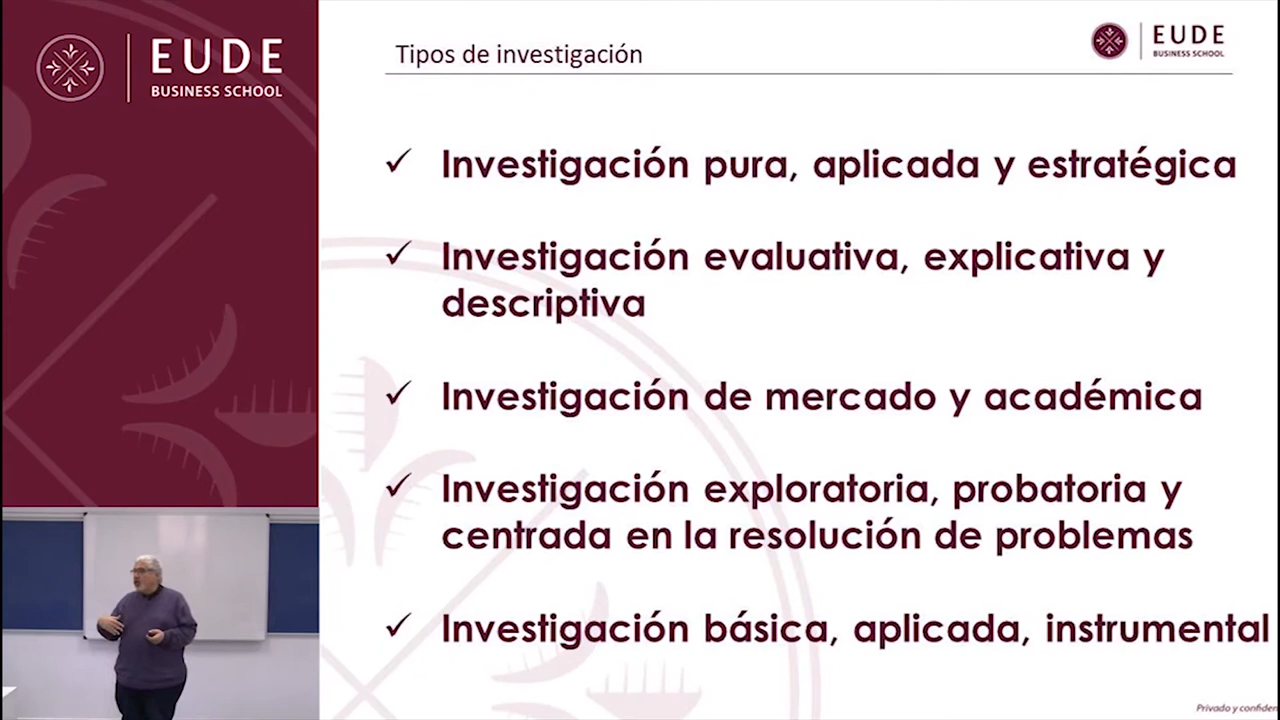 EUDE
BUSINESS SCHOOL
Tipos de investigación
EUDE
BUSINESS SCHOOL
✓ Investigación pura, aplicada y estratégica
✓ Investigación evaluativa, explicativa y
descriptiva
✓ Investigación de mercado y académica
✓ Investigación exploratoria, probatoria y
centrada en la resolución de problemas
✓ Investigación básica, aplicada, instrumental
Privado y confiden